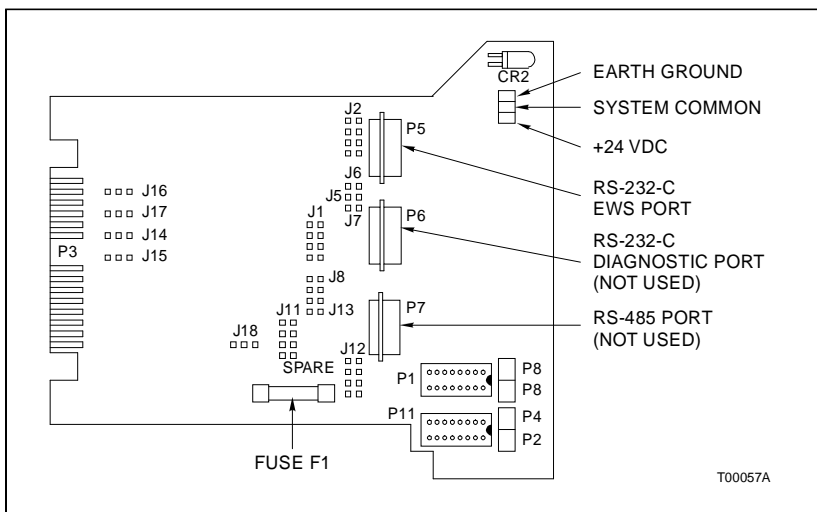 CR2
EARTH GROUND
SYSTEM COMMON
+24 VDC
J2
P5
RS-232-C
EWS PORT
J6
J5
J7
P6
RS-232-C
DIAGNOSTIC PORT
(NOT USED)
J16
J17
J14
J15
P3
J1
J8
J13
P7
RS-485 PORT
(NOT USED)
J18
J11
J12
SPARE
P1
P8
P8
P11
P4
P2
FUSE F1
T00057A